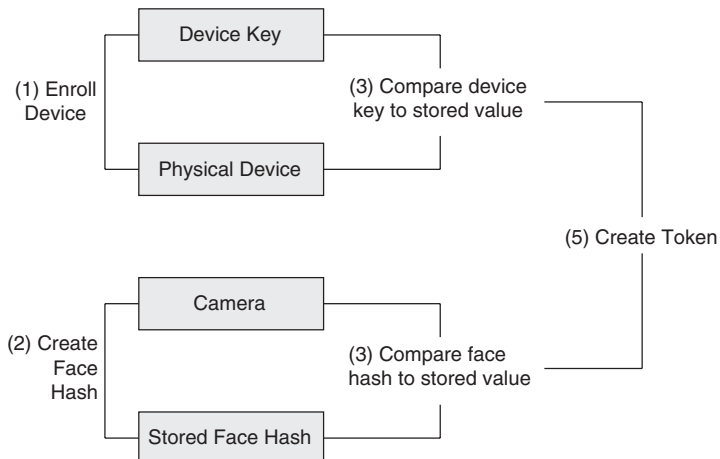 Device Key
(1) Enroll
Device
(3) Compare device
key to stored value
Physical Device
(5) Create Token
Camera
(2) Create
Face
Hash
(3) Compare face
hash to stored value
Stored Face Hash